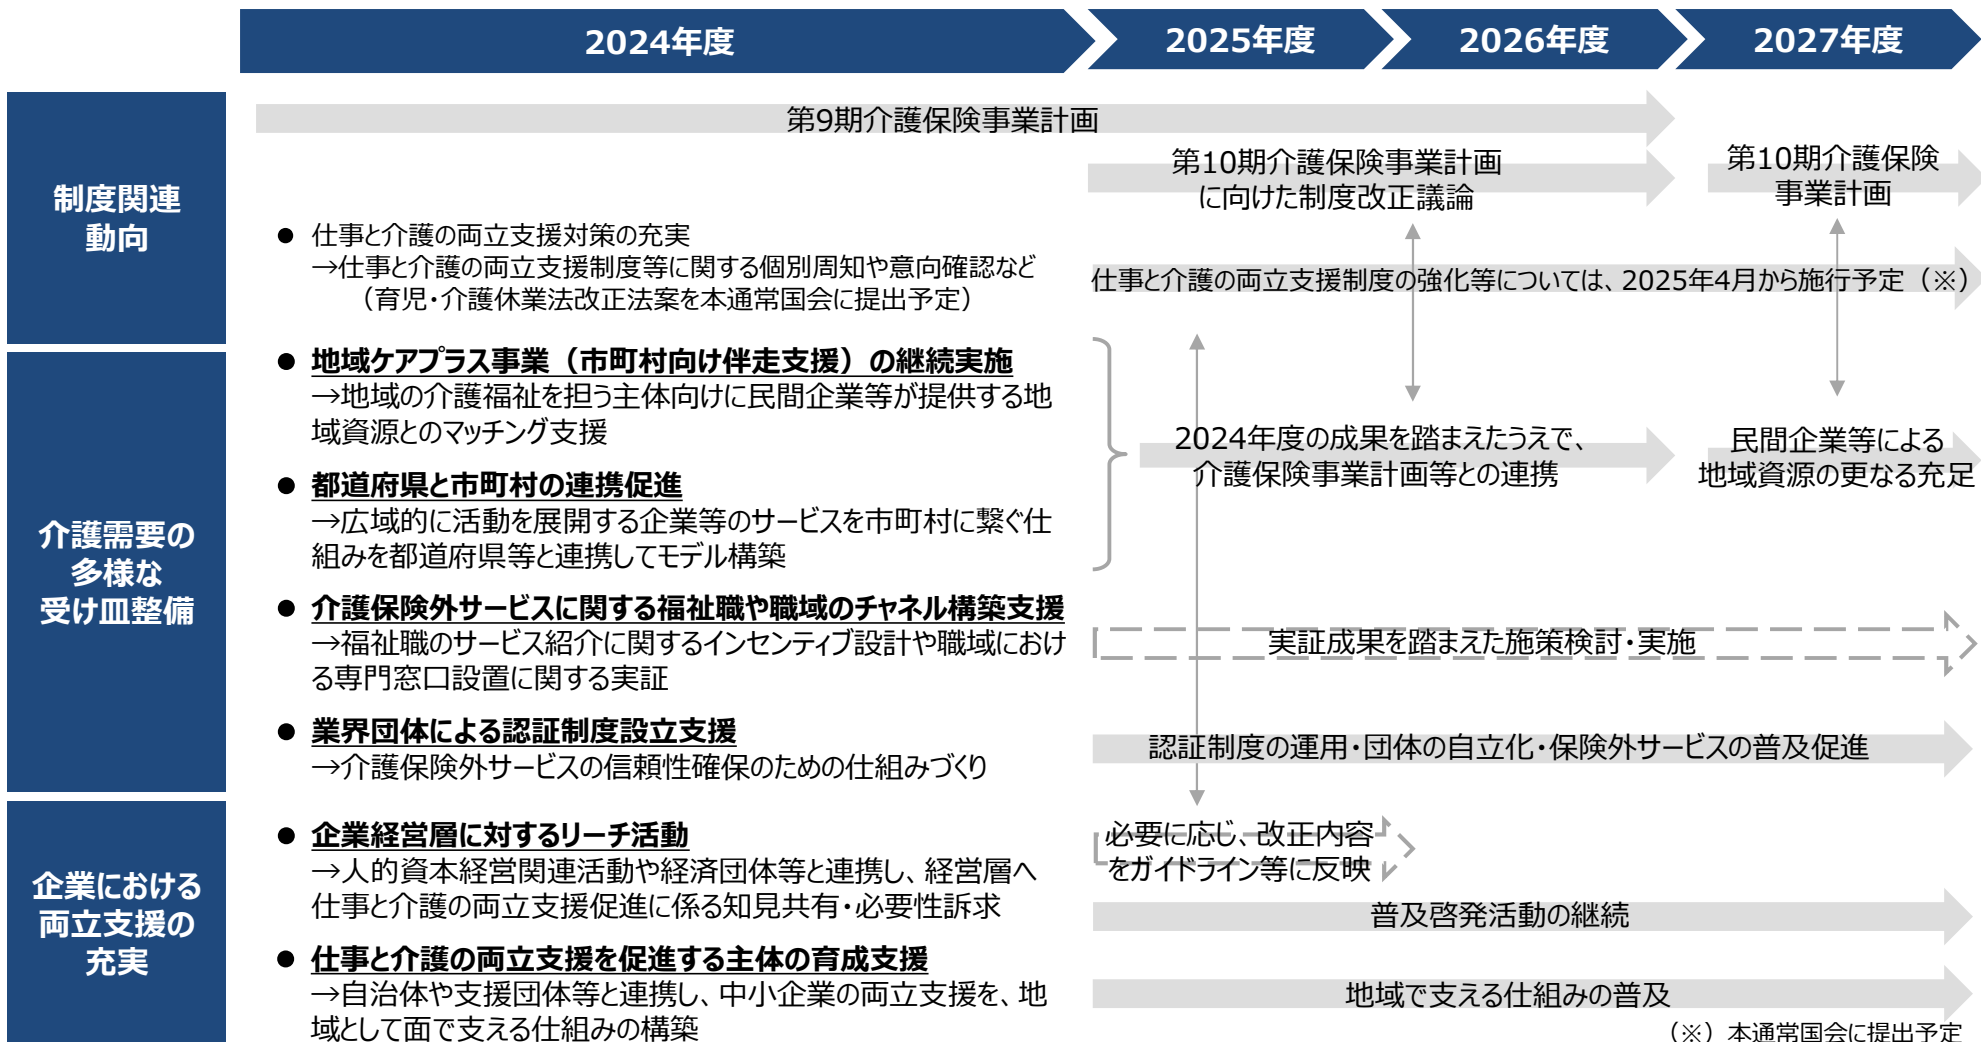 2024年度
2025年度
2026年度
2027年度
制度関連
動向
第9期介護保険事業計画
第10期介護保険事業計画
に向けた制度改正議論
第10期介護保険
事業計画
● 仕事と介護の両立支援対策の充実
→仕事と介護の両立支援制度等に関する個別周知や意向確認など
（育児・介護休業法改正法案を本通常国会に提出予定）
仕事と介護の両立支援制度の強化等については、2025年4月から施行予定（※）
介護需要の
多様な
受け皿整備
● 地域ケアプラス事業（市町村向け伴走支援）の継続実施
→地域の介護福祉を担う主体向けに民間企業等が提供する地
域資源とのマッチング支援
● 都道府県と市町村の連携促進
→広域的に活動を展開する企業等のサービスを市町村に繋ぐ仕
組みを都道府県等と連携してモデル構築
2024年度の成果を踏まえたうえで、
介護保険事業計画等との連携
民間企業等による
地域資源の更なる充足
● 介護保険外サービスに関する福祉職や職域のチャネル構築支援
→福祉職のサービス紹介に関するインセンティブ設計や職域におけ
る専門窓口設置に関する実証
実証成果を踏まえた施策検討・実施
● 業界団体による認証制度設立支援
→介護保険外サービスの信頼性確保のための仕組みづくり
認証制度の運用・団体の自立化・保険外サービスの普及促進
企業における
両立支援の
充実
● 企業経営層に対するリーチ活動
→人的資本経営関連活動や経済団体等と連携し、経営層へ
仕事と介護の両立支援促進に係る知見共有・必要性訴求
必要に応じ、改正内容
をガイドライン等に反映
普及啓発活動の継続
● 仕事と介護の両立支援を促進する主体の育成支援
→自治体や支援団体等と連携し、中小企業の両立支援を、地
域として面で支える仕組みの構築
地域で支える仕組みの普及
（※）本通常国会に提出予定